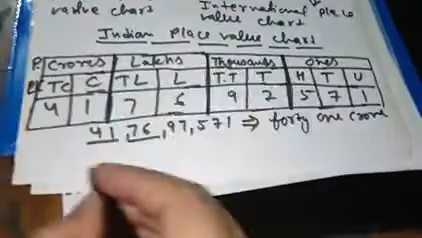 value chart International place
value chart
Indian Place value chart
P/ Crores Lakhs Thousands Ones
TC C TL L T.T T H T U
4 1 7 6 9 2 5 7 1
41,76,97,571 ⇒ forty one crore